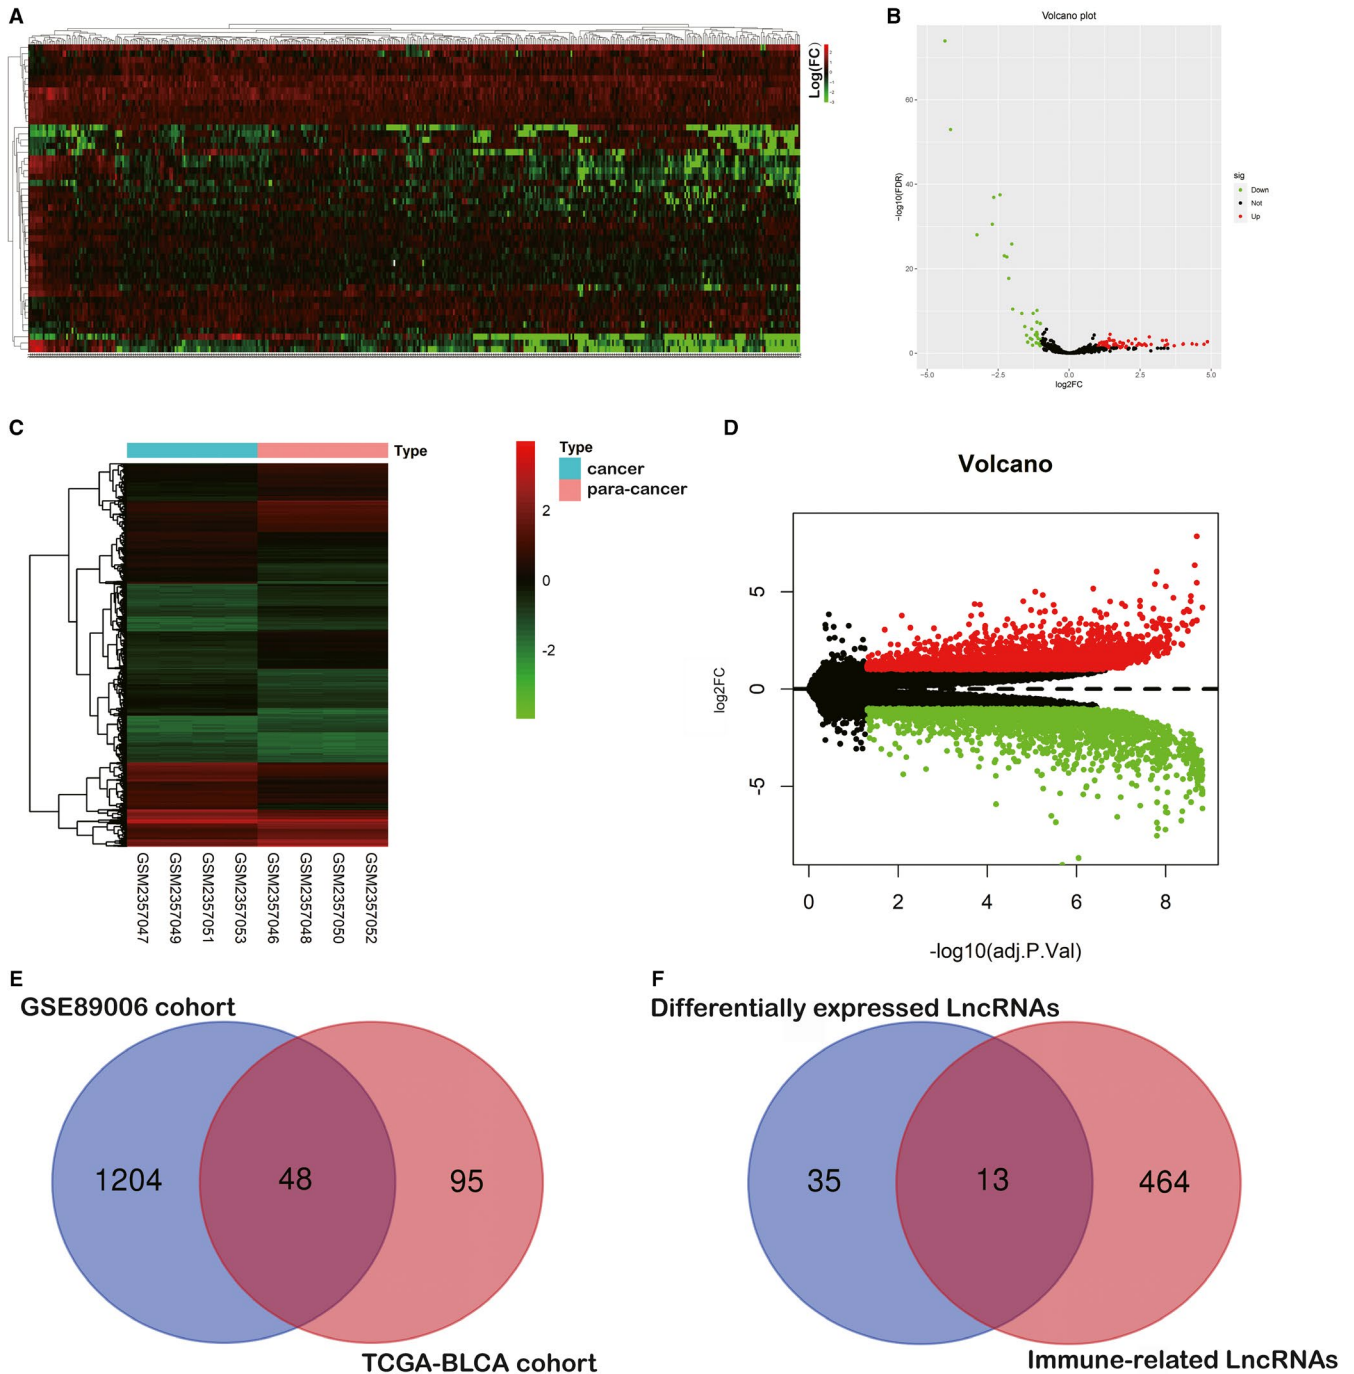 A
Log(FC)
B
Volcano plot
60
40
20
0
−log10(FDR)
−5.0
−2.5
0.0
2.5
5.0
log2FC
sig
Down
Not
Up
C
Type
2
0
-2
Type
cancer
para-cancer
GSM2357047
GSM2357049
GSM2357051
GSM2357053
GSM2357046
GSM2357048
GSM2357050
GSM2357052
D
Volcano
5
0
-5
log2FC
0
2
4
6
8
-log10(adj.P.Val)
E
GSE89006 cohort
1204
48
95
TCGA-BLCA cohort
F
Differentially expressed LncRNAs
35
13
464
Immune-related LncRNAs